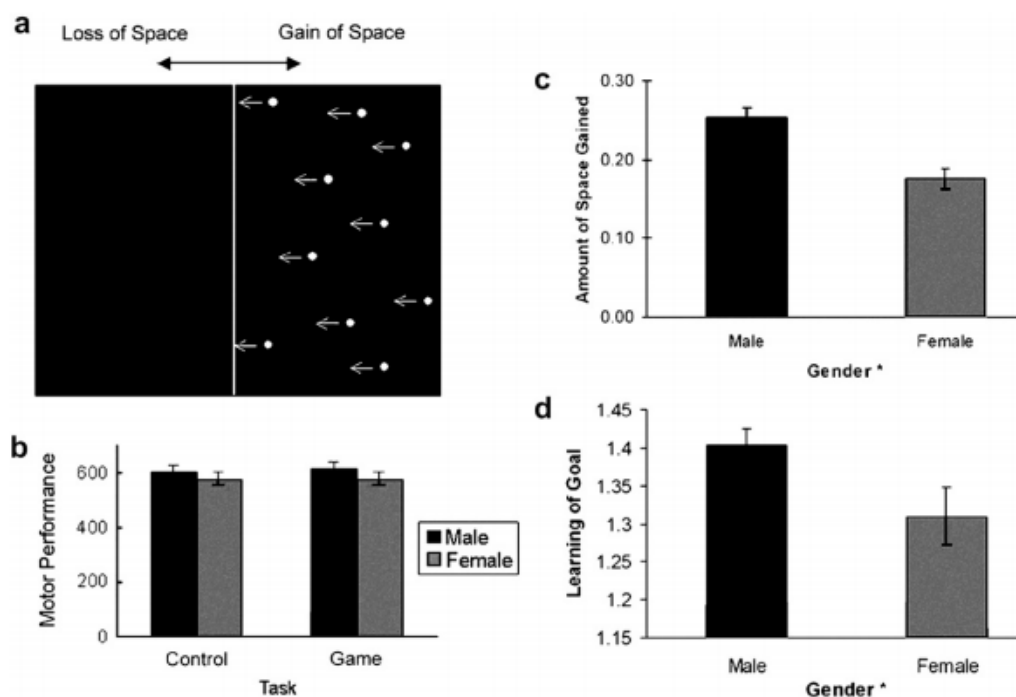 a
Loss of Space
Gain of Space
b
Motor Performance
600
400
200
0
Control
Game
Task
Male
Female
c
Amount of Space Gained
0.30
0.20
0.10
0.00
Male
Female
Gender *
d
Learning of Goal
1.45
1.4
1.35
1.3
1.25
1.2
1.15
Male
Female
Gender *